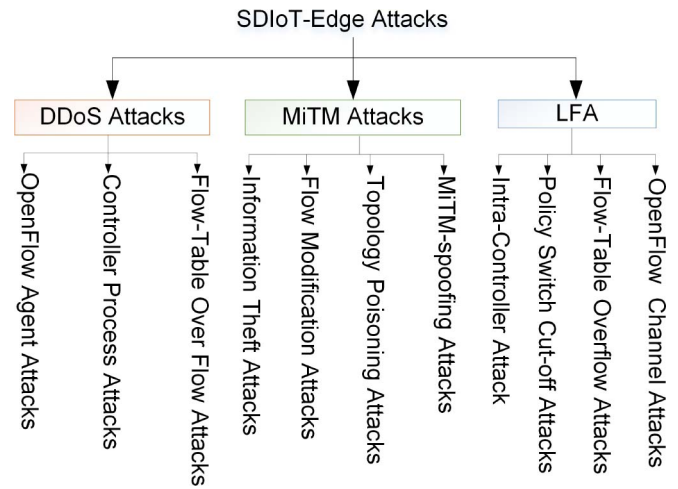 SDIoT-Edge Attacks
DDoS Attacks
MiTM Attacks
LFA
OpenFlow Agent Attacks
Controller Process Attacks
Flow-Table Over Flow Attacks
Information Theft Attacks
Flow Modification Attacks
Topology Poisoning Attacks
MiTM-spoofing Attacks
Intra-Controller Attack
Policy Switch Cut-off Attacks
Flow-Table Overflow Attacks
OpenFlow Channel Attacks